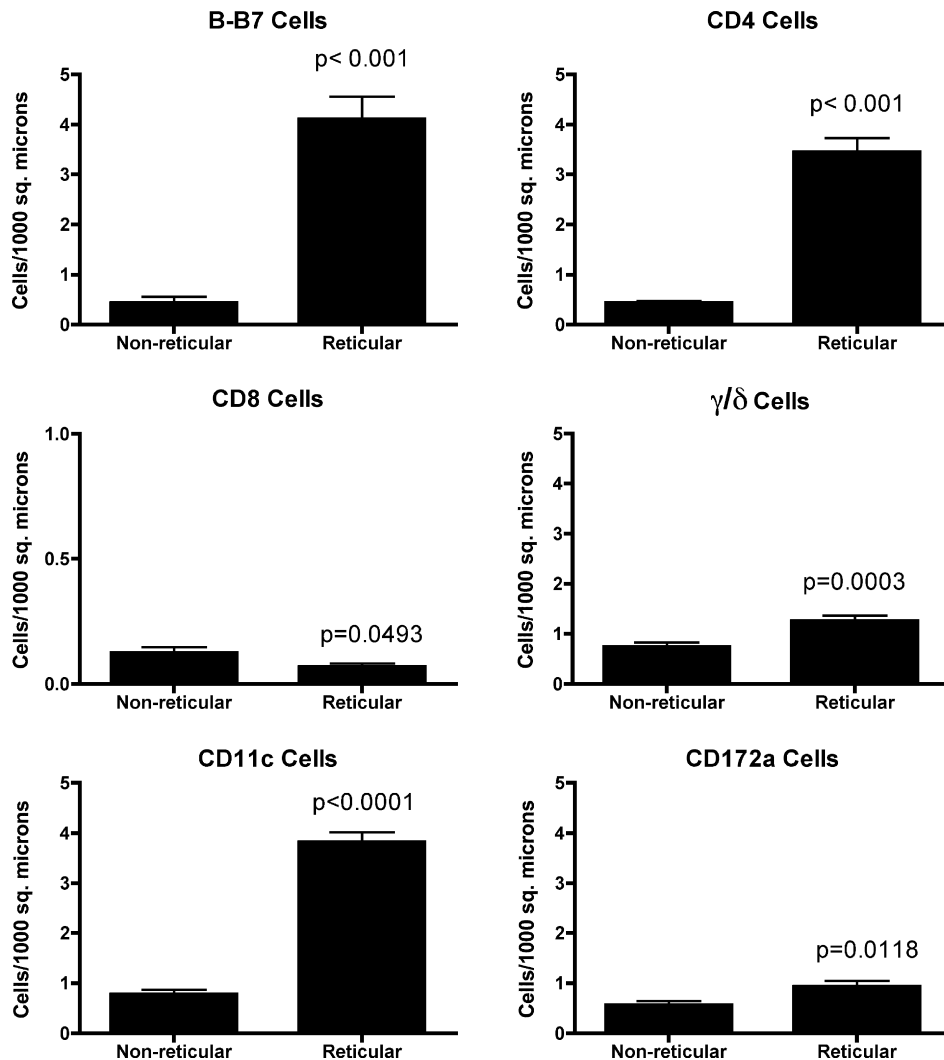 B-B7 Cells
p< 0.001
Cells/1000 sq. microns
5
4
3
2
1
0
Non-reticular Reticular
CD4 Cells
p< 0.001
Cells/1000 sq. microns
5
4
3
2
1
0
Non-reticular Reticular
CD8 Cells
p=0.0493
Cells/1000 sq. microns
1.0
0.5
0.0
Non-reticular Reticular
γ/δ Cells
p=0.0003
Cells/1000 sq. microns
5
4
3
2
1
0
Non-reticular Reticular
CD11c Cells
p<0.0001
Cells/1000 sq. microns
5
4
3
2
1
0
Non-reticular Reticular
CD172a Cells
p=0.0118
Cells/1000 sq. microns
5
4
3
2
1
0
Non-reticular Reticular